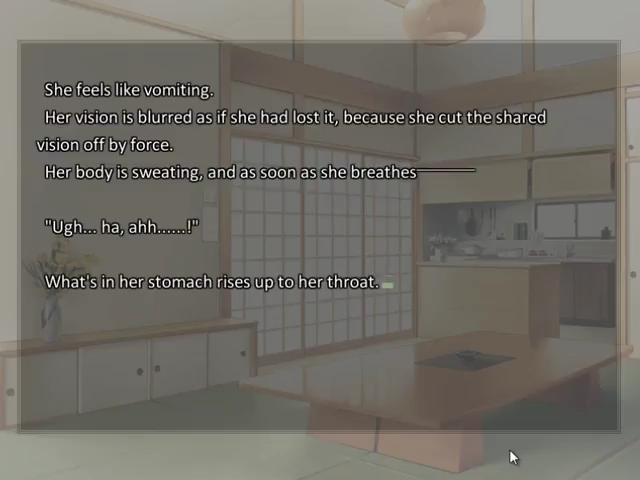 She feels like vomiting.
Her vision is blurred as if she had lost it, because she cut the shared
vision off by force.
Her body is sweating, and as soon as she breathes————
"Ugh... ha, ahh......!"
What's in her stomach rises up to her throat.